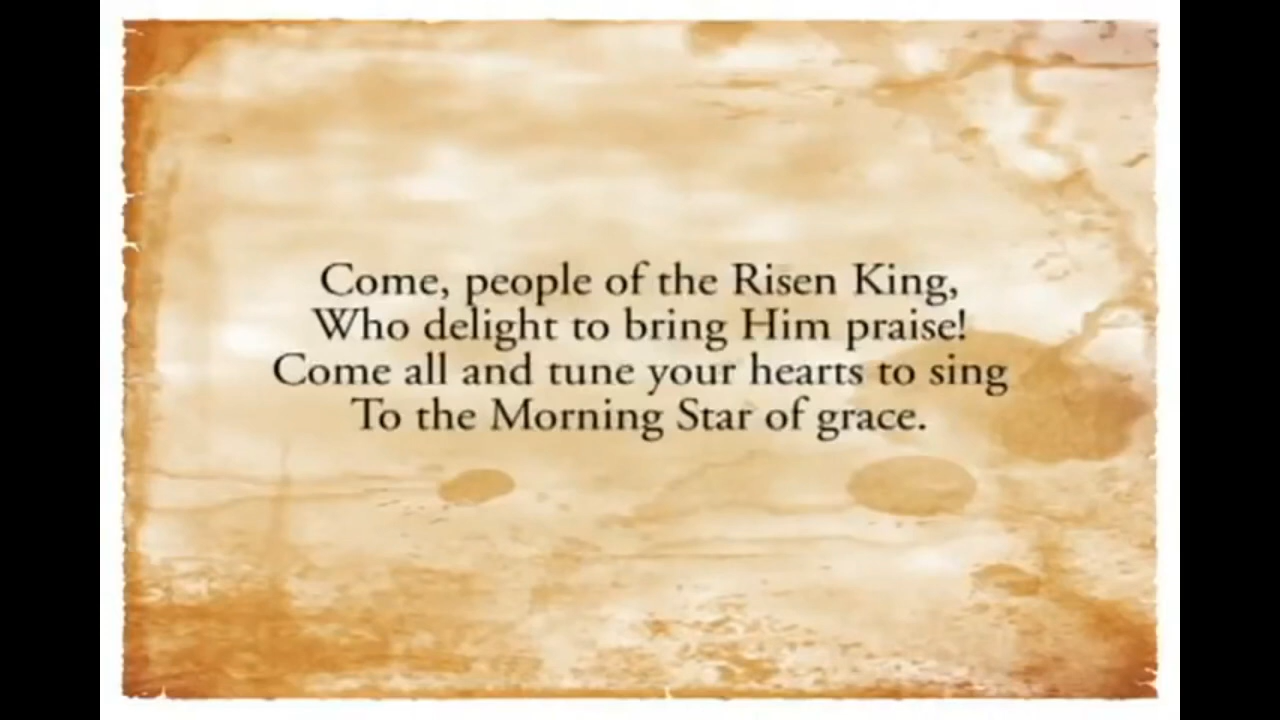 Come, people of the Risen King,
Who delight to bring Him praise!
Come all and tune your hearts to sing
To the Morning Star of grace.